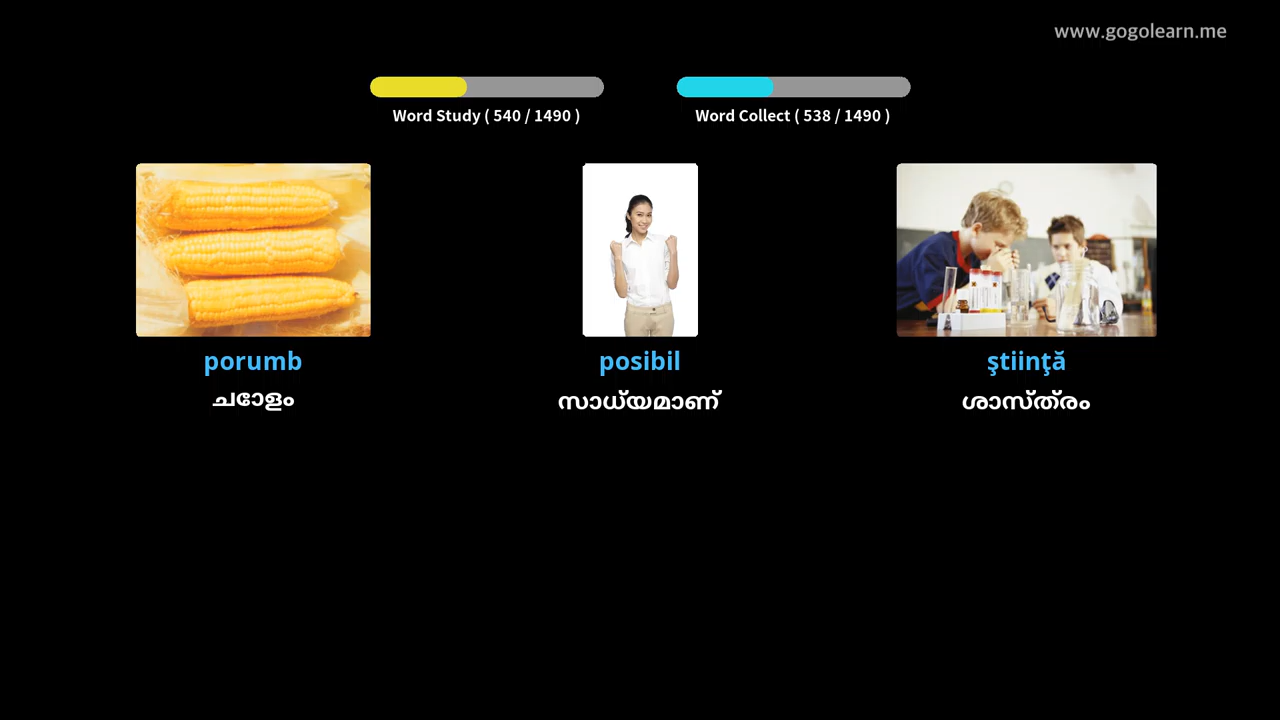 www.gogolearn.me
Word Study ( 540 / 1490 )
Word Collect ( 538 / 1490 )
porumb
posibil
ştiinţă
ചോളം
സാധ്യമാണ്
ശാസ്ത്രം